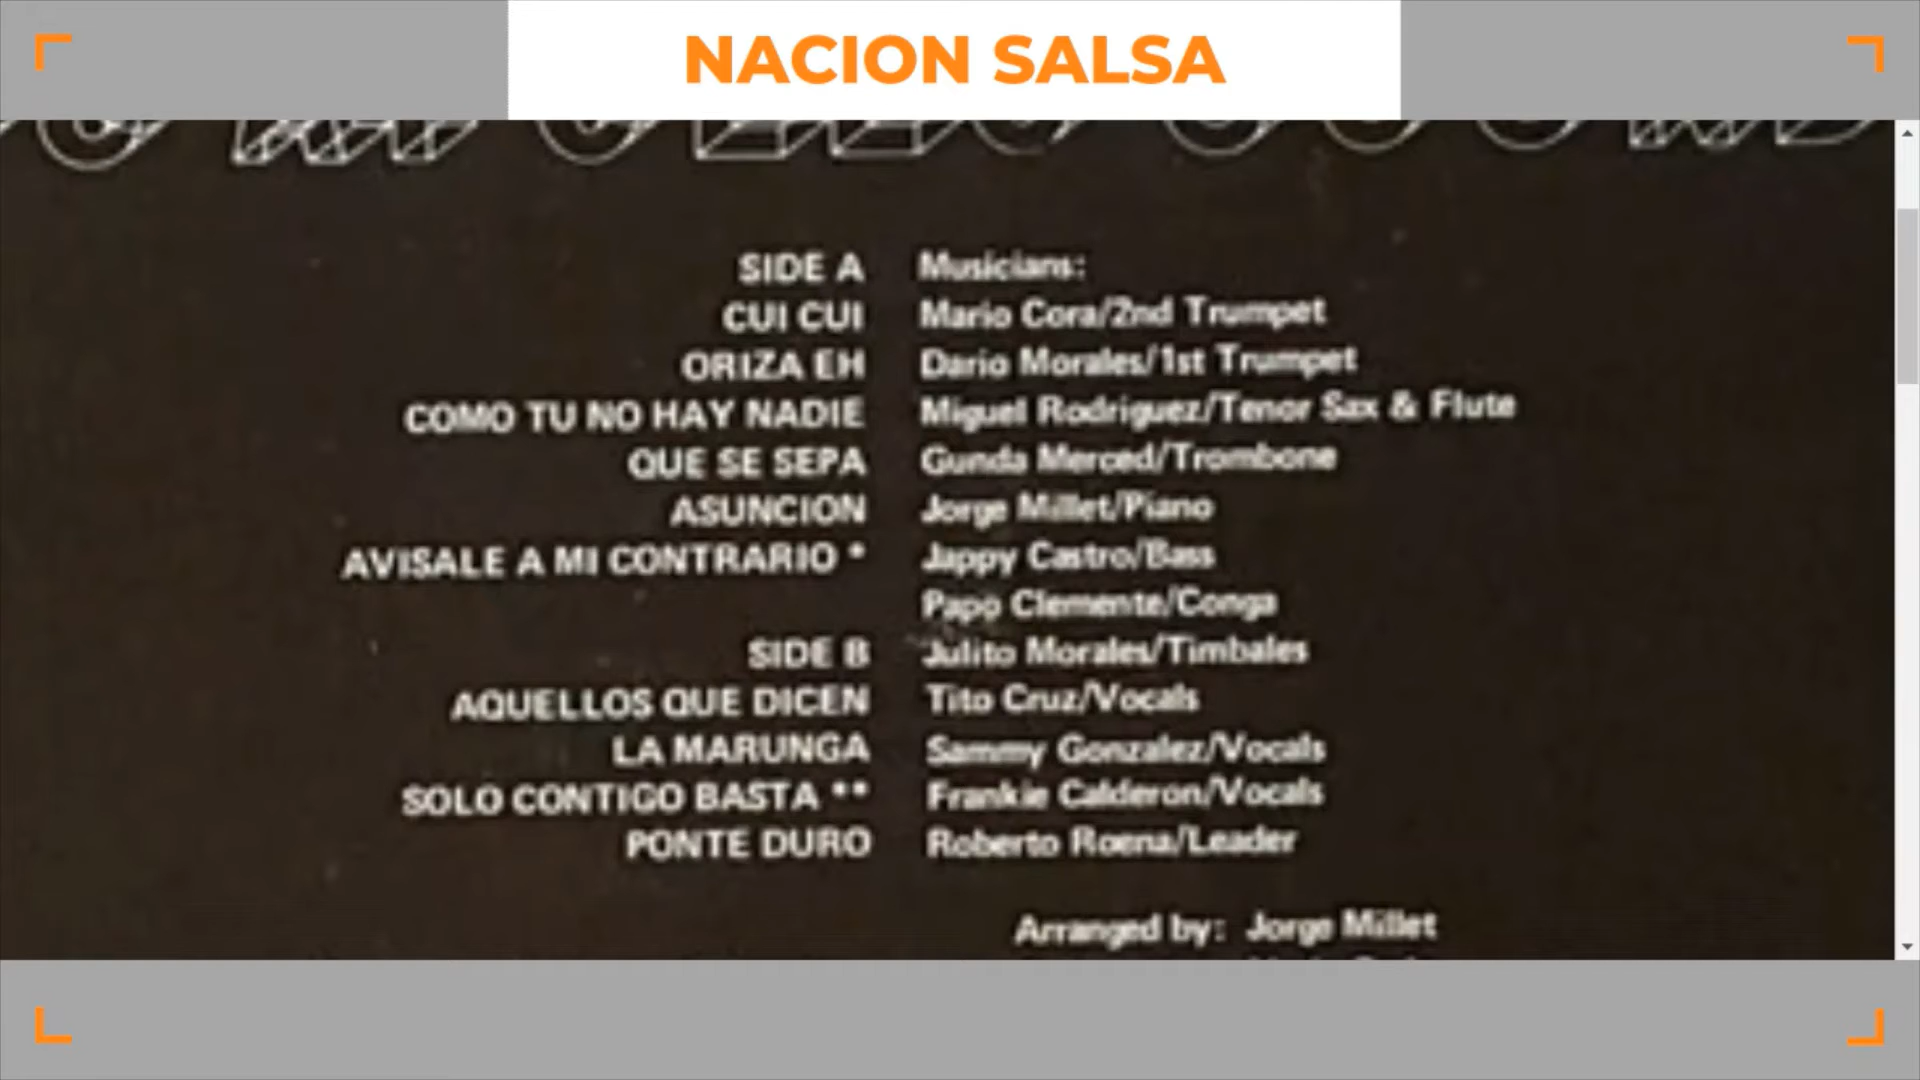 NACION SALSA
SIDE A
CUI CUI
ORIZA EH
COMO TU NO HAY NADIE
QUE SE SEPA
ASUNCION
AVISALE A MI CONTRARIO *
SIDE B
AQUELLOS QUE DICEN
LA MARUNGA
SOLO CONTIGO BASTA **
PONTE DURO
Musicians:
Mario Cora/2nd Trumpet
Dario Morales/1st Trumpet
Miguel Rodriguez/Tenor Sax & Flute
Gunda Merced/Trombone
Jorge Millet/Piano
Jappy Castro/Bass
Papo Clemente/Conga
Julito Morales/Timbales
Tito Cruz/Vocals
Sammy Gonzalez/Vocals
Frankie Calderon/Vocals
Roberto Roena/Leader
Arranged by: Jorge Millet